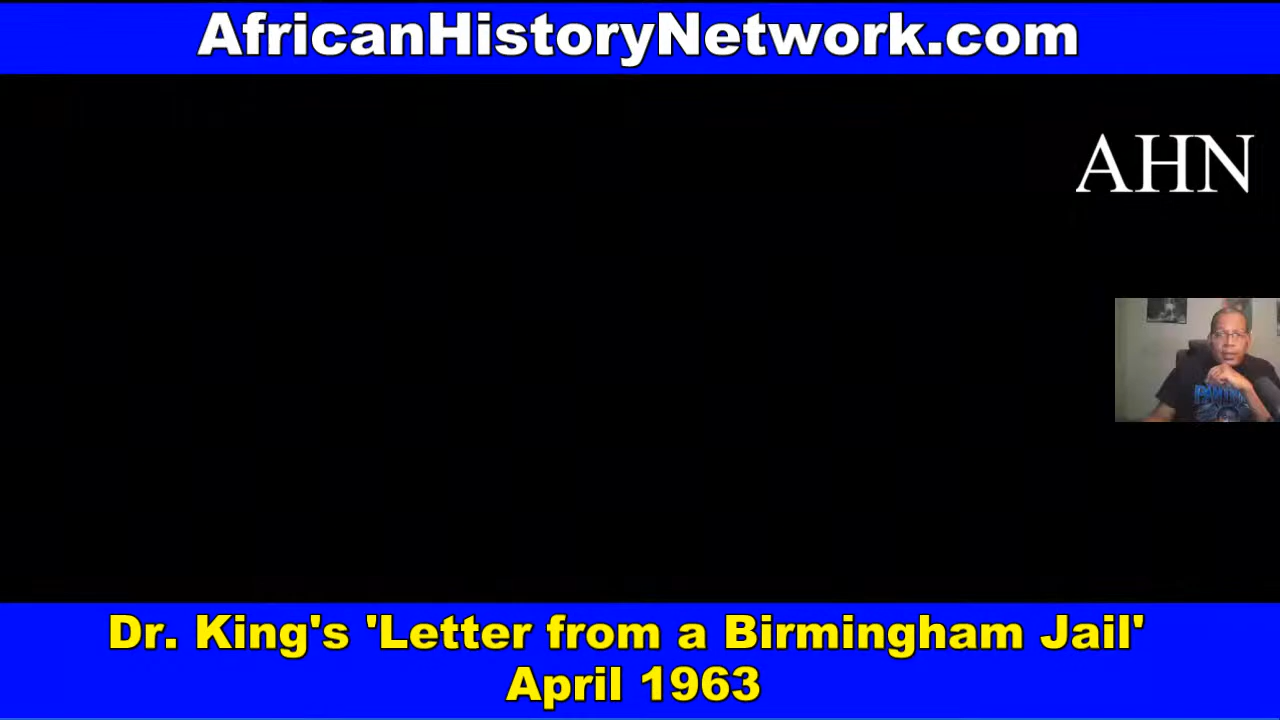 AfricanHistoryNetwork.com
AHN
Dr. King's 'Letter from a Birmingham Jail'
April 1963